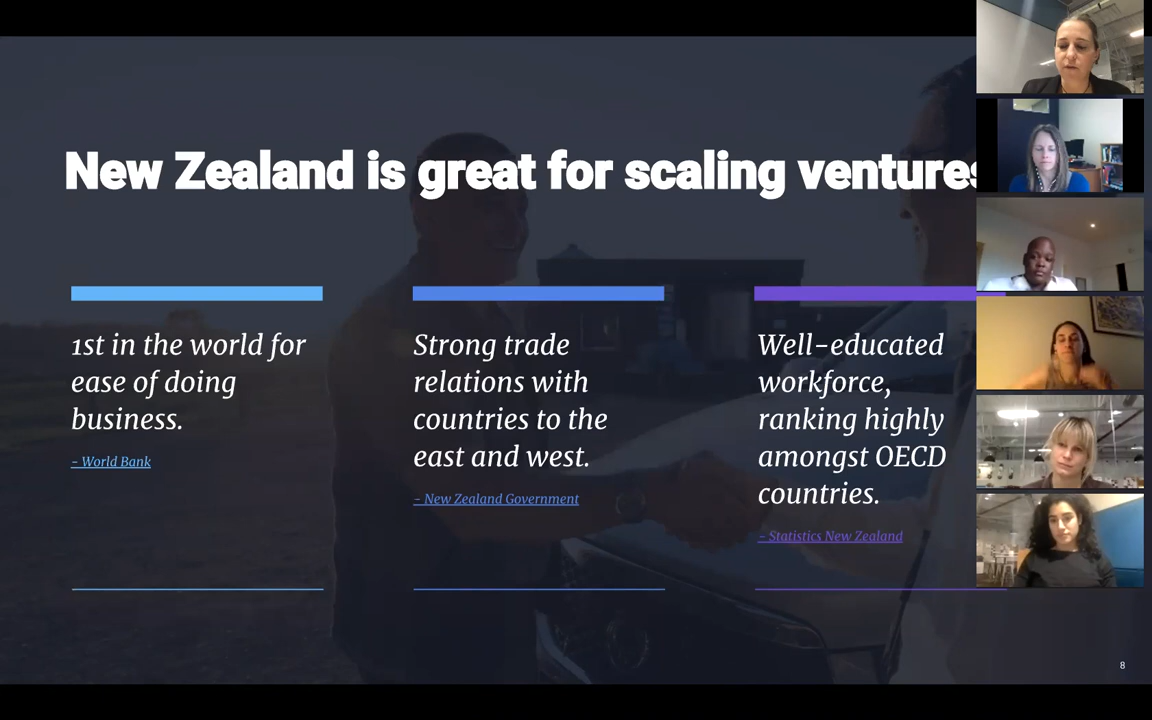 New Zealand is great for scaling ventures
1st in the world for
ease of doing
business.
- World Bank
Strong trade
relations with
countries to the
east and west.
- New Zealand Government
Well-educated
workforce,
ranking highly
amongst OECD
countries.
- Statistics New Zealand
8